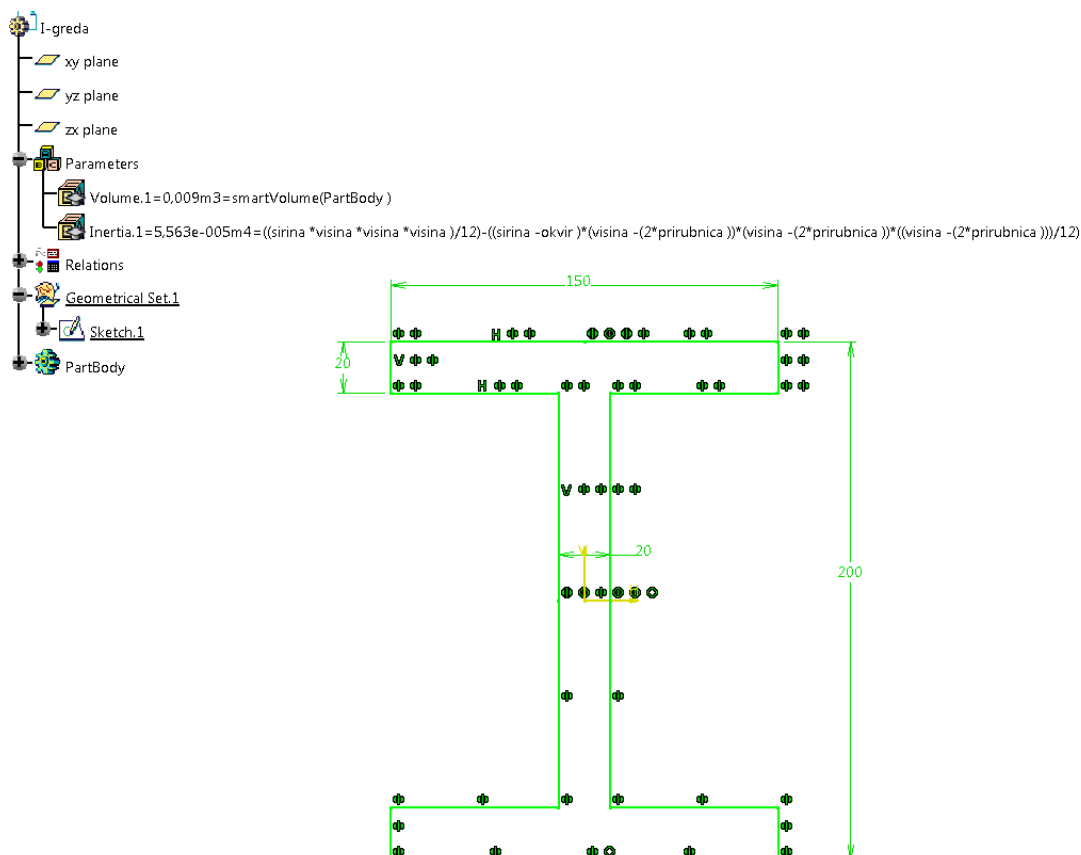 I-greda
xy plane
yz plane
zx plane
Parameters
Volume.1=0,009m3=smartVolume(PartBody )
Inertia.1=5,563e-005m4=((sirina *visina *visina *visina )/12)-((sirina -okvir )*(visina -(2*prirubnica ))*(visina -(2*prirubnica ))*((visina -(2*prirubnica )))/12)
Relations
Geometrical Set.1
Sketch.1
PartBody
150
H
20
V
H
V
20
200